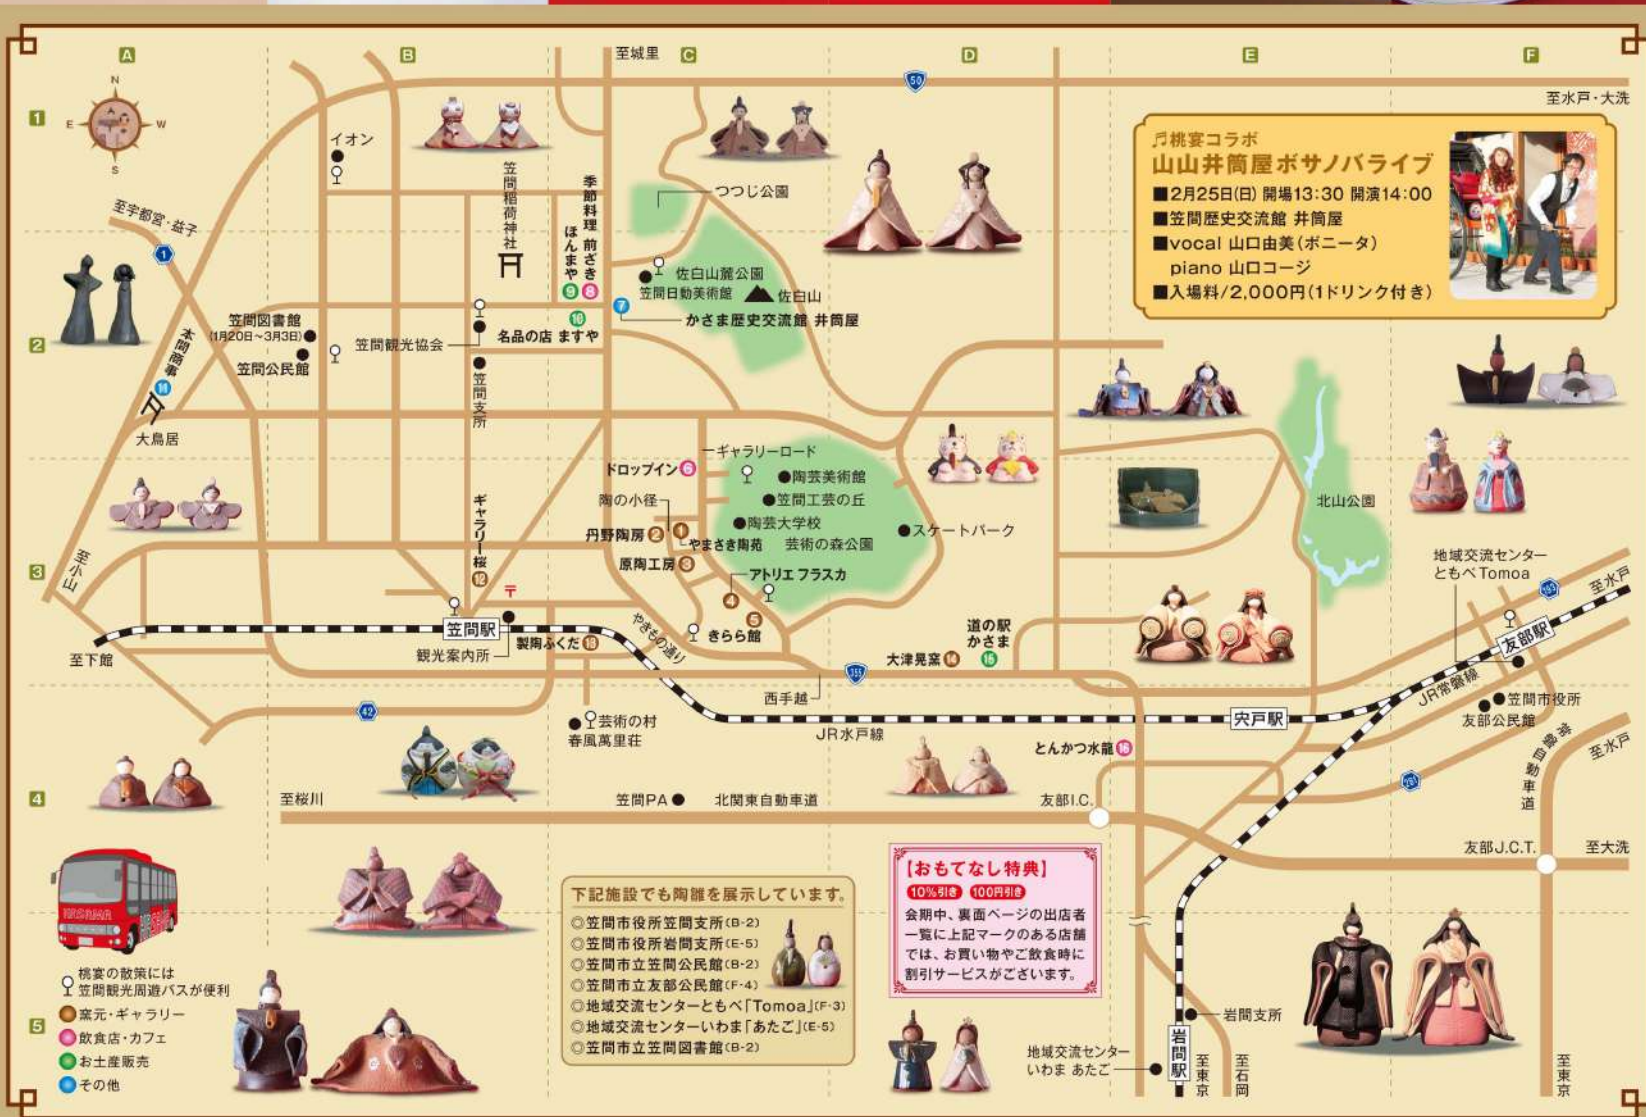 A
B
C
D
E
F
1
2
3
4
5
N
E
W
S
至城里
50
至水戸・大洗
イオン
笠間稲荷神社
季節料理 前ざき
ほんまや
9
8
つつじ公園
♬桃宴コラボ
山山井筒屋ボサノバライブ
■2月25日(日) 開場13:30 開演14:00
■笠間歴史交流館 井筒屋
■vocal 山口由美(ボニータ)
piano 山口コージ
■入場料/2,000円(1ドリンク付き)
至宇都宮・益子
1
佐白山麓公園
笠間日動美術館
佐白山
7
かさま歴史交流館 井筒屋
10
名品の店 ますや
笠間図書館
(1月20日～3月3日)
笠間公民館
笠間観光協会
笠間支所
本間商事
大鳥居
ギャラリーロード
ドロップイン6
陶芸美術館
笠間工芸の丘
陶芸大学校
芸術の森公園
スケートパーク
陶の小径
丹野陶房2
1
やまさき陶苑
原陶工房3
アトリエ フラスカ
4
5
きらら館
ギャラリー桜
12
〒
北山公園
地域交流センター
ともべ Tomoa
至水戸
友部駅
至小山
笠間駅
観光案内所
製陶ふくだ13
やきもの通り
道の駅
かさま
15
大津晃窯14
355
西手越
至下館
42
芸術の村
春風萬里荘
JR水戸線
宍戸駅
JR常磐線
笠間市役所
友部公民館
常磐自動車道
至水戸
とんかつ水龍16
至桜川
笠間PA
北関東自動車道
友部I.C.
友部J.C.T.
至大洗
KASAMA
桃宴の散策には
笠間観光周遊バスが便利
窯元・ギャラリー
飲食店・カフェ
お土産販売
その他
下記施設でも陶雛を展示しています。
◎笠間市役所笠間支所(B-2)
◎笠間市役所岩間支所(E-5)
◎笠間市立笠間公民館(B-2)
◎笠間市立友部公民館(F-4)
◎地域交流センターともべ「Tomoa」(F-3)
◎地域交流センターいわま「あたご」(E-5)
◎笠間市立笠間図書館(B-2)
【おもてなし特典】
10%引き 100円引き
会期中、裏面ページの出店者
一覧に上記マークのある店舗
では、お買い物やご飲食時に
割引サービスがございます。
岩間支所
地域交流センター
いわま あたご
岩間駅
至東京
至石岡
至東京